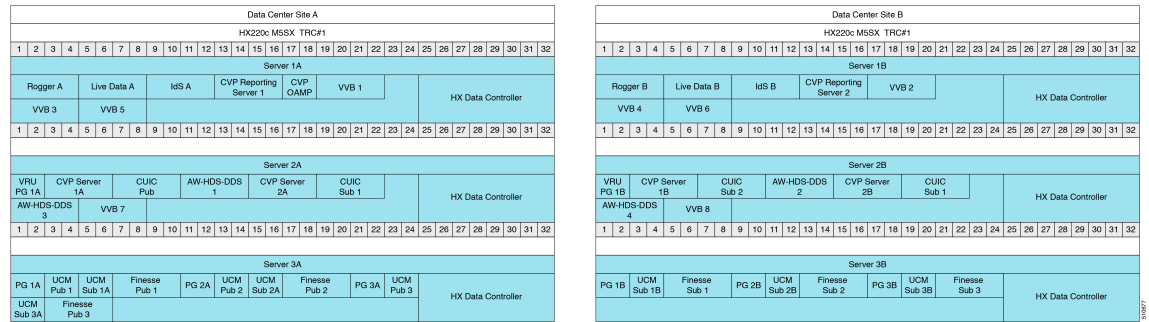 Data Center Site A
HX220c M5SX TRC#1
1 2 3 4 5 6 7 8 9 10 11 12 13 14 15 16 17 18 19 20 21 22 23 24 25 26 27 28 29 30 31 32
Server 1A
Rogger A Live Data A IdS A CVP Reporting Server 1 CVP OAMP VVB 1 HX Data Controller
VVB 3 VVB 5
1 2 3 4 5 6 7 8 9 10 11 12 13 14 15 16 17 18 19 20 21 22 23 24 25 26 27 28 29 30 31 32
Server 2A
VRU PG 1A CVP Server 1A CUIC Pub AW-HDS-DDS 1 CVP Server 2A CUIC Sub 1 HX Data Controller
AW-HDS-DDS 3 VVB 7
1 2 3 4 5 6 7 8 9 10 11 12 13 14 15 16 17 18 19 20 21 22 23 24 25 26 27 28 29 30 31 32
Server 3A
PG 1A UCM Pub 1 UCM Sub 1A Finesse Pub 1 PG 2A UCM Pub 2 UCM Sub 2A Finesse Pub 2 PG 3A UCM Pub 3 HX Data Controller
UCM Sub 3A Finesse Pub 3
Data Center Site B
HX220c M5SX TRC#1
1 2 3 4 5 6 7 8 9 10 11 12 13 14 15 16 17 18 19 20 21 22 23 24 25 26 27 28 29 30 31 32
Server 1B
Rogger B Live Data B IdS B CVP Reporting Server 2 VVB 2 HX Data Controller
VVB 4 VVB 6
1 2 3 4 5 6 7 8 9 10 11 12 13 14 15 16 17 18 19 20 21 22 23 24 25 26 27 28 29 30 31 32
Server 2B
VRU PG 1B CVP Server 1B CUIC Sub 2 AW-HDS-DDS 2 CVP Server 2B CUIC Sub 1 HX Data Controller
AW-HDS-DDS 4 VVB 8
1 2 3 4 5 6 7 8 9 10 11 12 13 14 15 16 17 18 19 20 21 22 23 24 25 26 27 28 29 30 31 32
Server 3B
PG 1B UCM Sub 1B Finesse Sub 1 PG 2B UCM Sub 2B Finesse Sub 2 PG 3B UCM Sub 3B Finesse Sub 3 HX Data Controller
510677